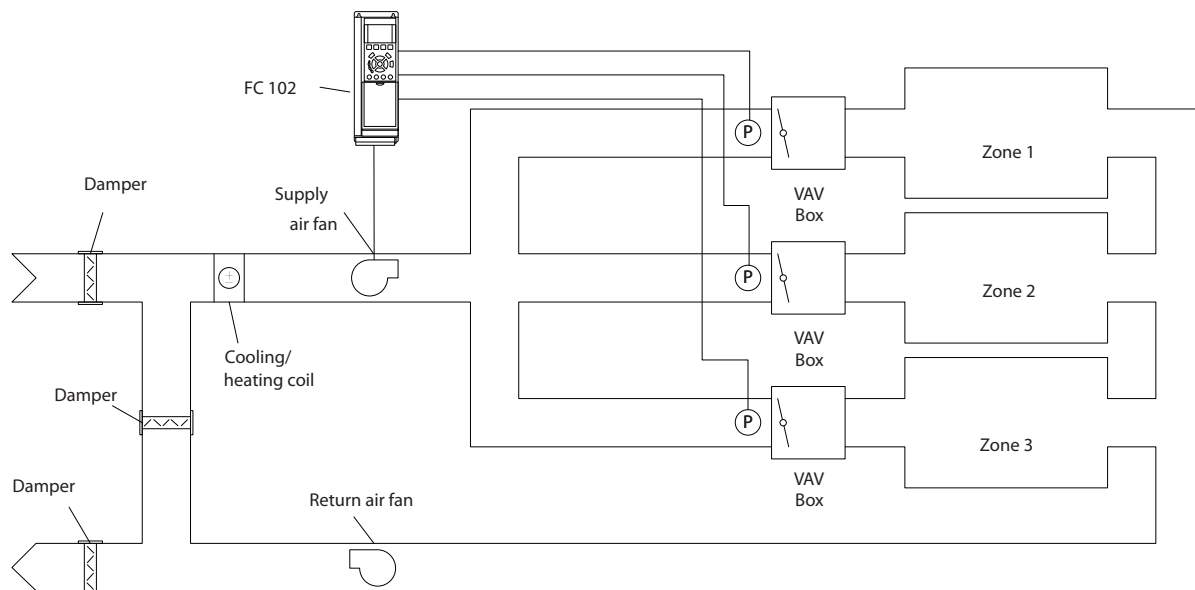 FC 102
P
Zone 1
Damper
Supply
air fan
VAV
Box
P
Zone 2
Cooling/
heating coil
VAV
Box
Damper
P
Zone 3
Damper
Return air fan
VAV
Box